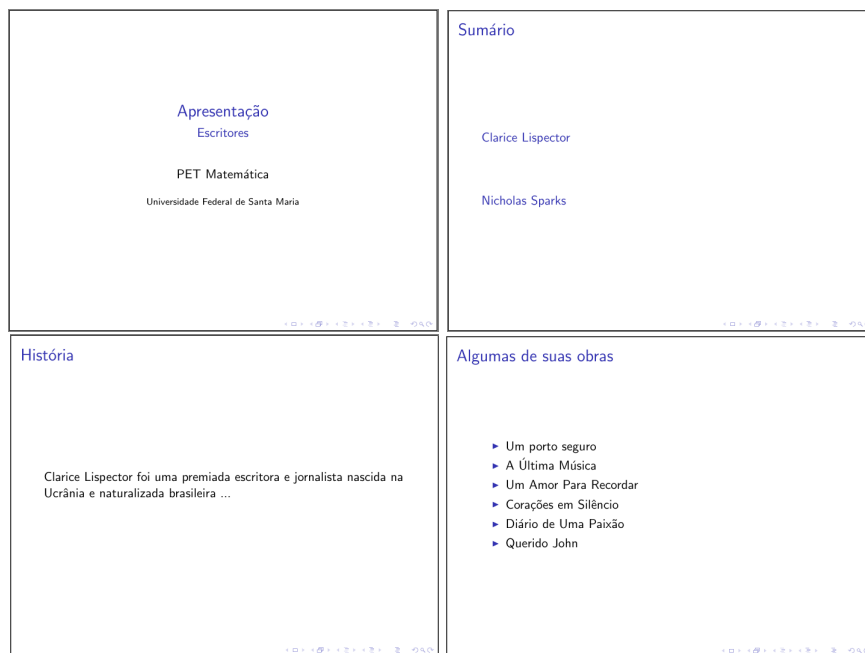 Apresentação
Escritores
PET Matemática
Universidade Federal de Santa Maria
Sumário
Clarice Lispector
Nicholas Sparks
História
Clarice Lispector foi uma premiada escritora e jornalista nascida na
Ucrânia e naturalizada brasileira ...
Algumas de suas obras
Um porto seguro
A Última Música
Um Amor Para Recordar
Corações em Silêncio
Diário de Uma Paixão
Querido John